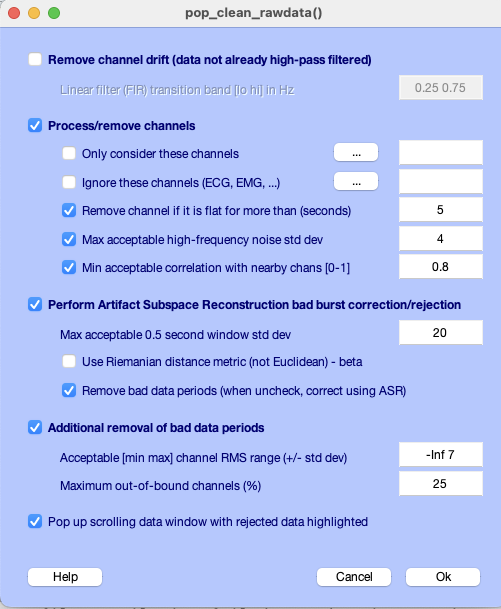 pop_clean_rawdata()
Remove channel drift (data not already high-pass filtered)
Linear filter (FIR) transition band [lo hi] in Hz 0.25 0.75
Process/remove channels
Only consider these channels ...
Ignore these channels (ECG, EMG, ...) ...
Remove channel if it is flat for more than (seconds) 5
Max acceptable high-frequency noise std dev 4
Min acceptable correlation with nearby chans [0-1] 0.8
Perform Artifact Subspace Reconstruction bad burst correction/rejection
Max acceptable 0.5 second window std dev 20
Use Riemanian distance metric (not Euclidean) - beta
Remove bad data periods (when uncheck, correct using ASR)
Additional removal of bad data periods
Acceptable [min max] channel RMS range (+/- std dev) -Inf 7
Maximum out-of-bound channels (%) 25
Pop up scrolling data window with rejected data highlighted
Help Cancel Ok